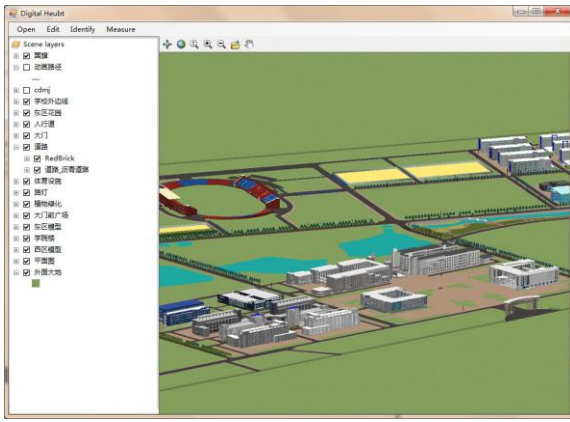 Digital Heubt
Open Edit Identify Measure
Scene layers
国旗
动画路径
cdmj
学校外边线
东区花园
人行道
大门
道路
RedBrick
道路_沥青道路
体育设施
路灯
植物绿化
大门前广场
东区模型
学院楼
西区模型
平面图
外面大地